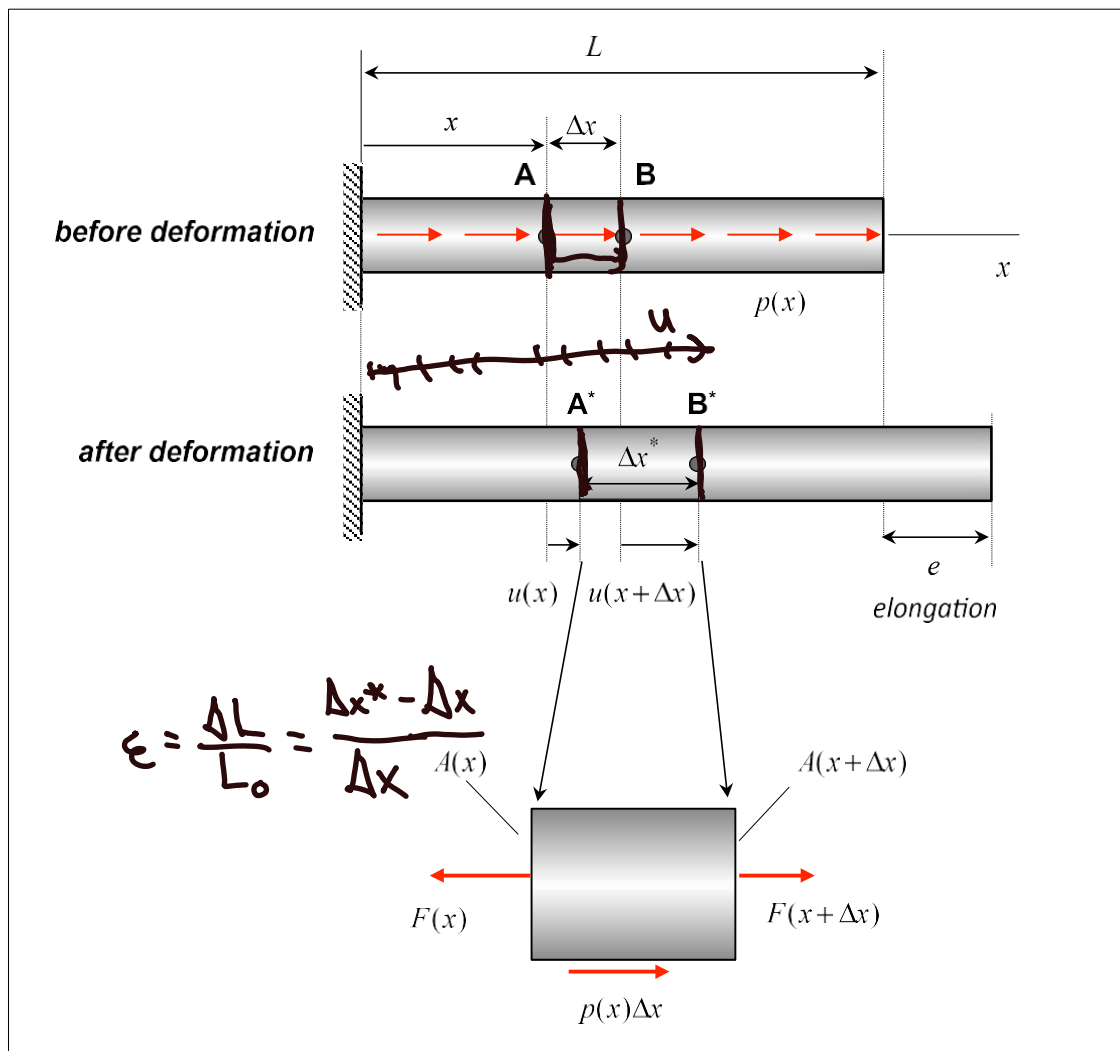 L
x Δx
A B
before deformation
x
p(x)
u
A* B*
after deformation
Δx*
e
u(x) u(x + Δx)
elongation
ε = ΔL/L₀ = (Δx* − Δx)/Δx
A(x) A(x + Δx)
F(x) F(x + Δx)
p(x)Δx